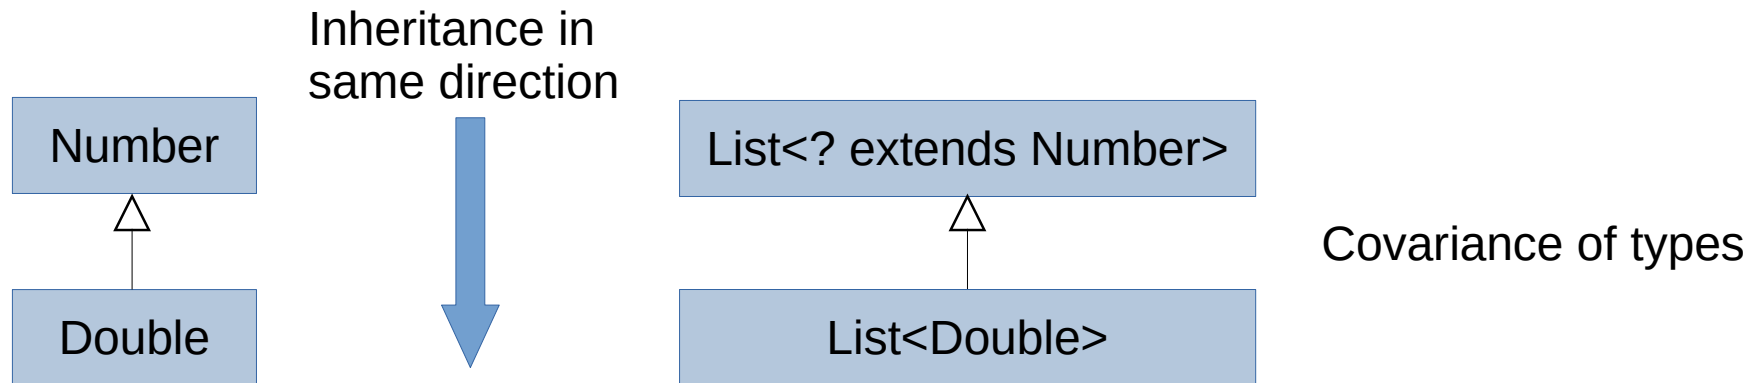 Inheritance in
same direction
Number
List<? extends Number>
Covariance of types
Double
List<Double>